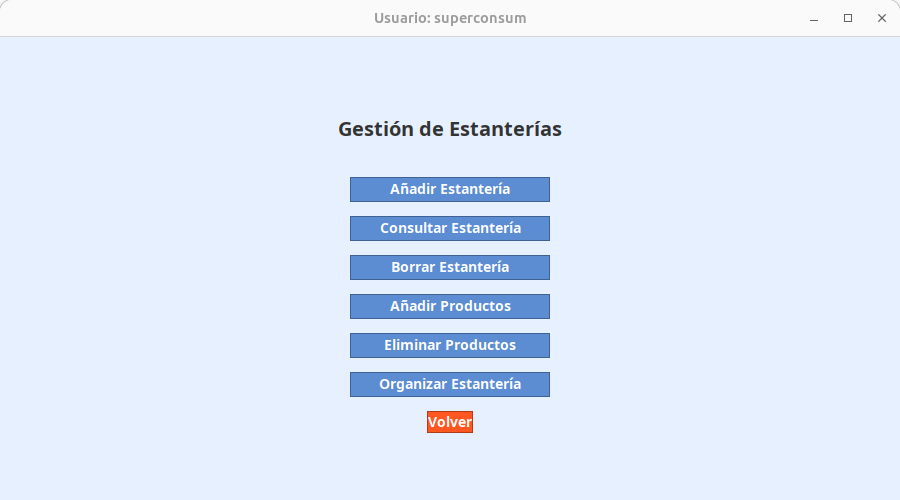 Usuario: superconsum
Gestión de Estanterías
Añadir Estantería
Consultar Estantería
Borrar Estantería
Añadir Productos
Eliminar Productos
Organizar Estantería
Volver